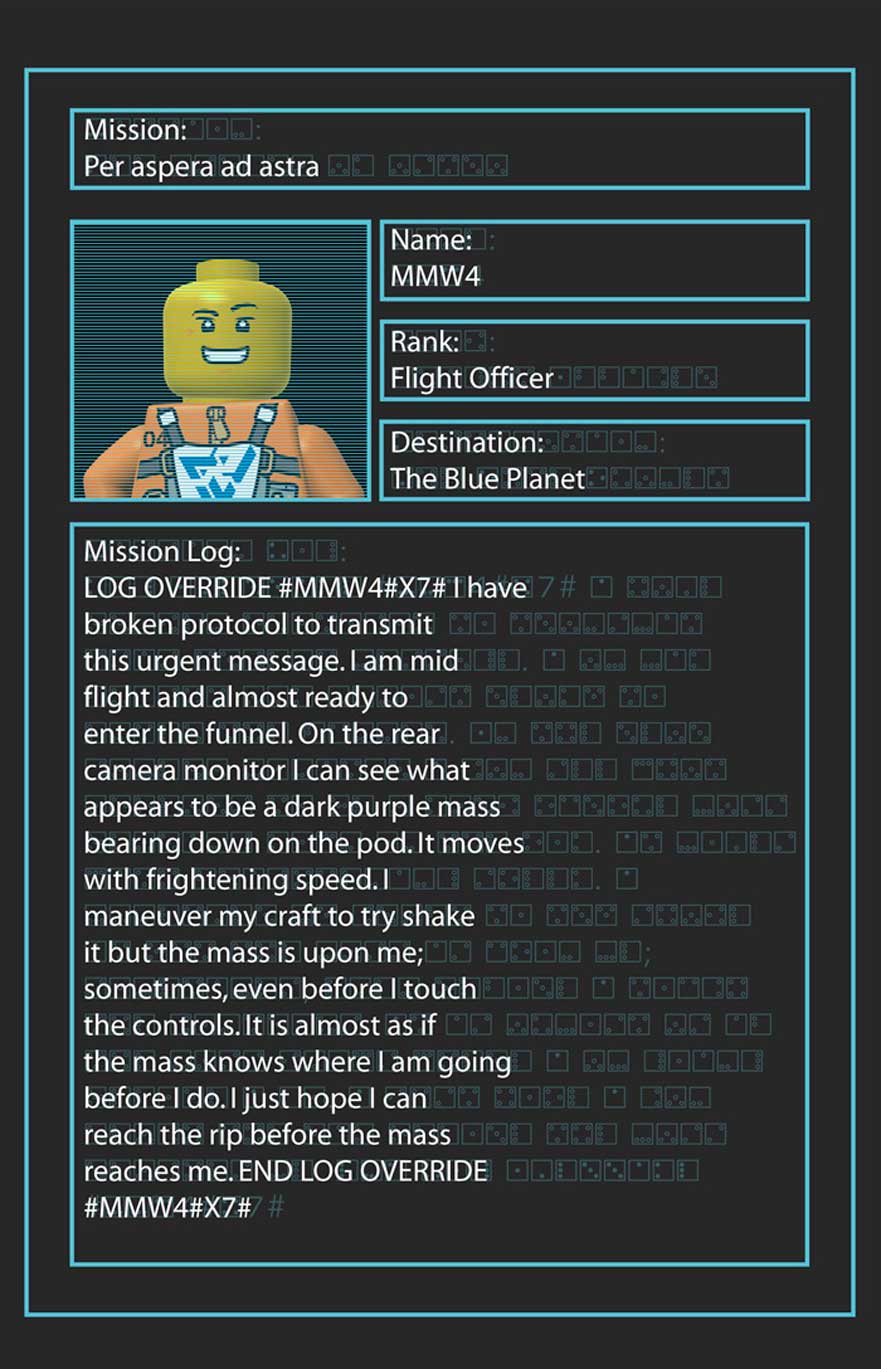 Mission:
Per aspera ad astra
Name:
MMW4
Rank:
Flight Officer
Destination:
The Blue Planet
04
Mission Log:
LOG OVERRIDE #MMW4#X7# I have
broken protocol to transmit
this urgent message. I am mid
flight and almost ready to
enter the funnel. On the rear
camera monitor I can see what
appears to be a dark purple mass
bearing down on the pod. It moves
with frightening speed. I
maneuver my craft to try shake
it but the mass is upon me;
sometimes, even before I touch
the controls. It is almost as if
the mass knows where I am going
before I do. I just hope I can
reach the rip before the mass
reaches me. END LOG OVERRIDE
#MMW4#X7#